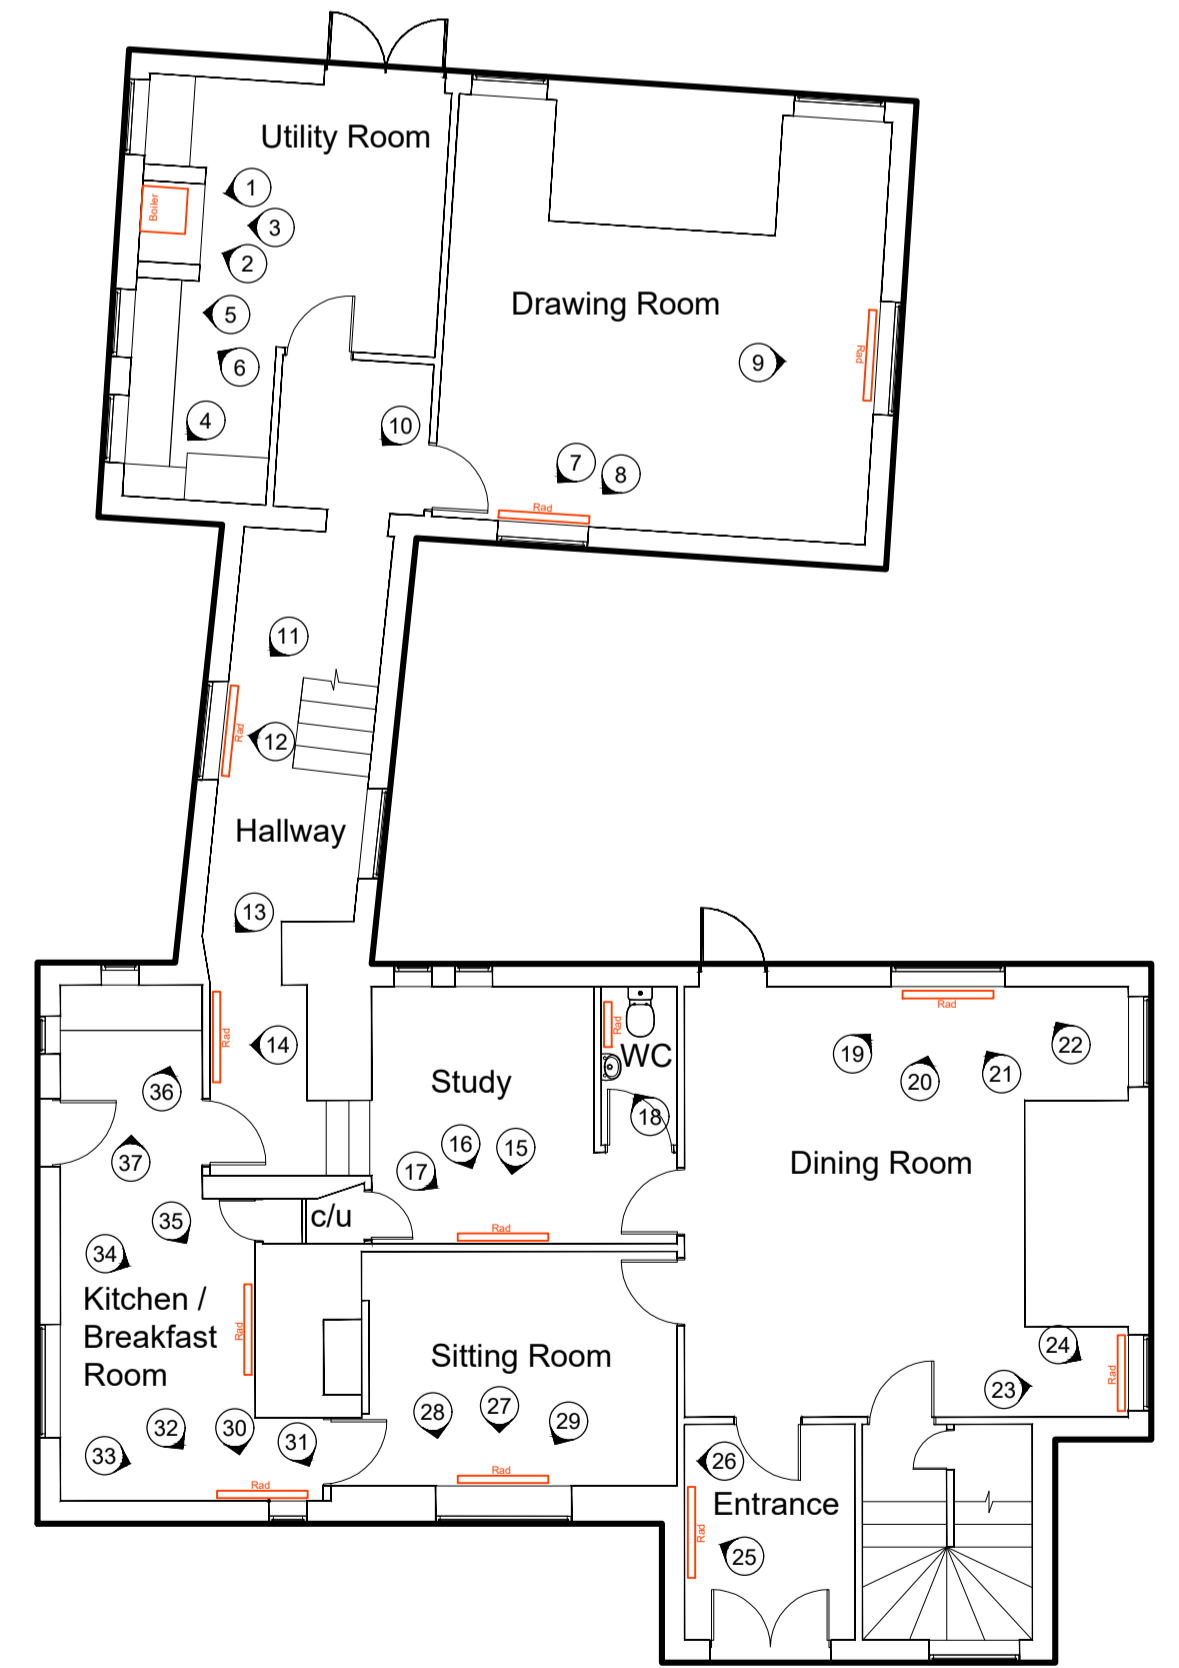 Utility Room
Boiler
1
3
2
5
6
4
Drawing Room
9
Rad
10
7
8
Rad
11
12
Rad
Hallway
13
14
Rad
Study
16
15
17
Rad
WC
Rad
18
Rad
19
20
21
22
Dining Room
24
23
Rad
c/u
36
37
35
34
Kitchen /
Breakfast
Room
Rad
32
30
31
33
Rad
Sitting Room
28
27
29
Rad
26
Entrance
Rad
25